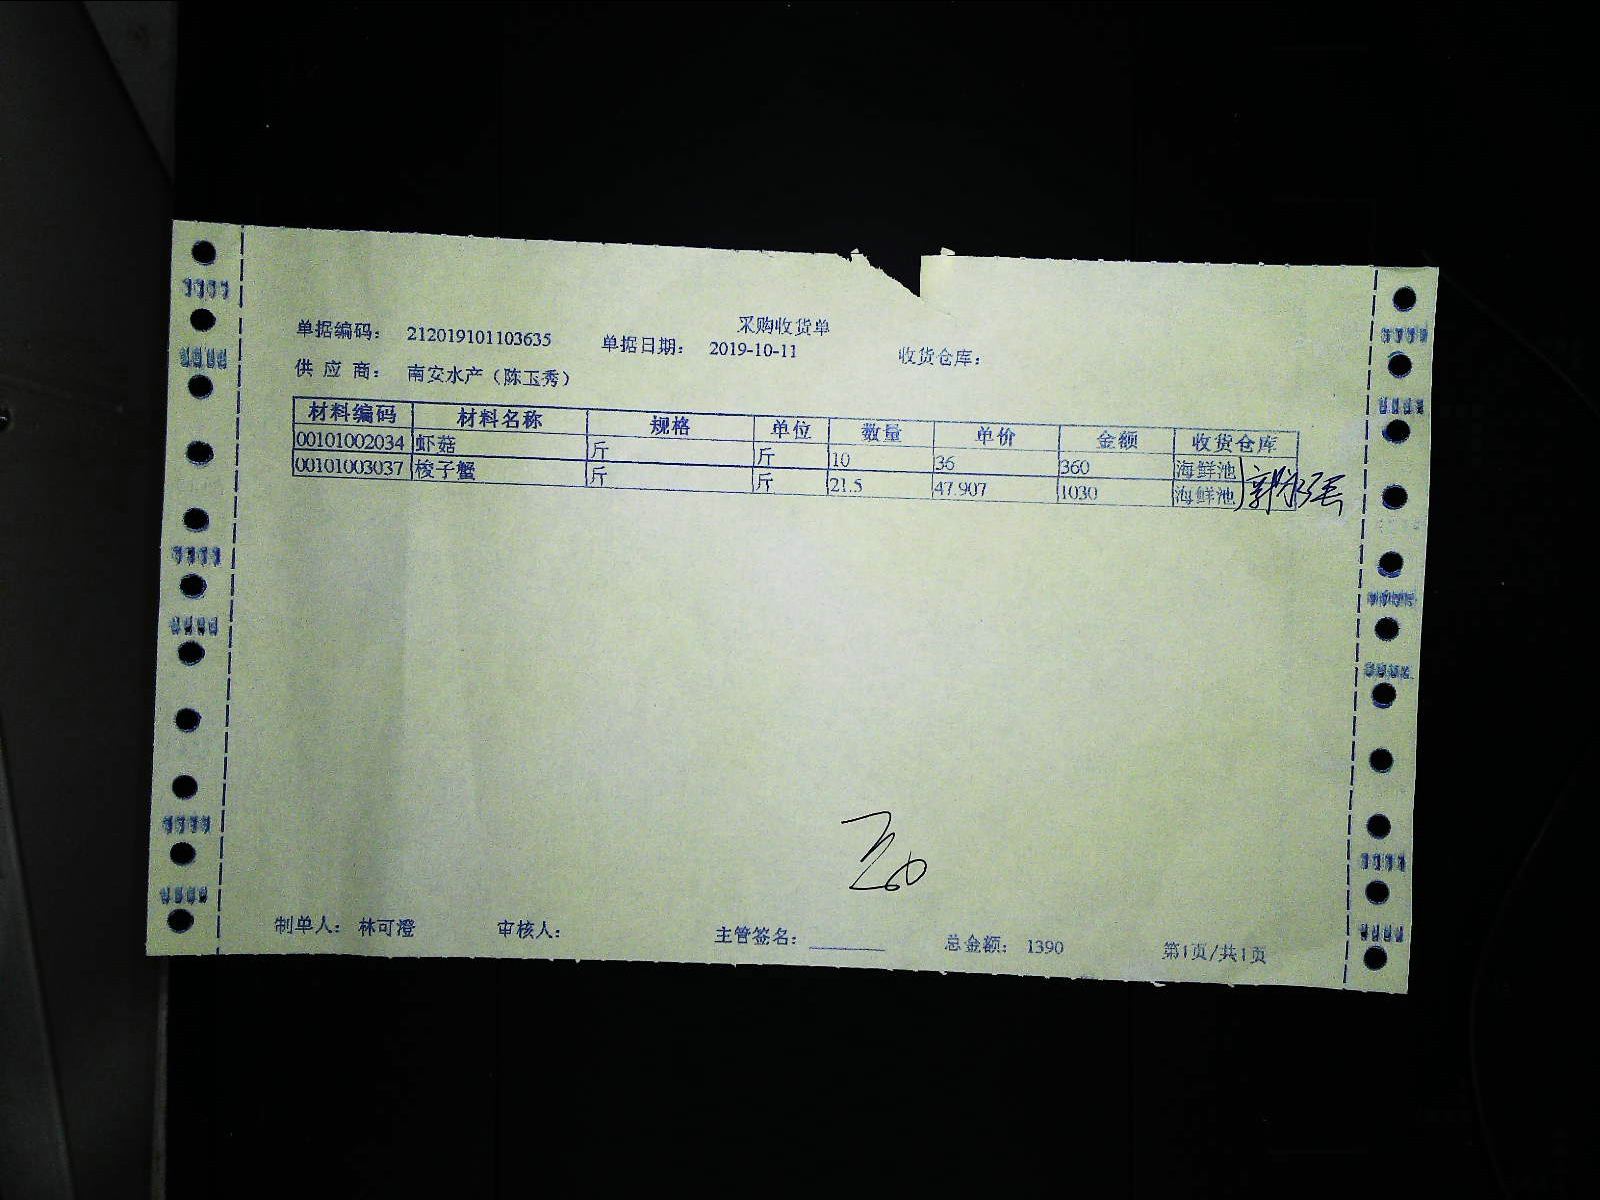 采购收货单
单据编码： 212019101103635 单据日期： 2019-10-11 收货仓库：
供 应 商： 南安水产（陈玉秀）
材料编码 材料名称 规格 单位 数量 单价 金额 收货仓库
00101002034 虾菇 斤 斤 10 36 360 海鲜池
00101003037 梭子蟹 斤 斤 21.5 47.907 1030 海鲜池
制单人： 林可澄 审核人： 主管签名： 总金额： 1390 第1页/共1页